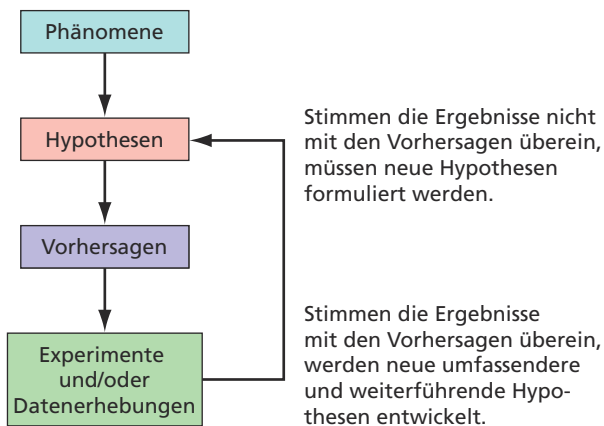 Phänomene
Hypothesen
Stimmen die Ergebnisse nicht
mit den Vorhersagen überein,
müssen neue Hypothesen
formuliert werden.
Vorhersagen
Experimente
und/oder
Datenerhebungen
Stimmen die Ergebnisse
mit den Vorhersagen überein,
werden neue umfassendere
und weiterführende Hypo-
thesen entwickelt.